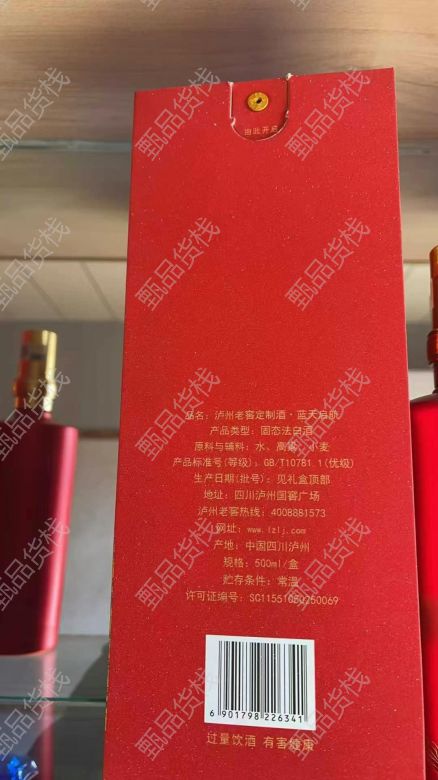 由此开启
品名：泸州老窖定制酒·蓝天启航
产品类型：固态法白酒
原料与辅料：水、高粱、小麦
产品标准号(等级)：GB/T10781.1(优级)
生产日期(批号)：见礼盒顶部
地址：四川泸州国窖广场
泸州老窖热线：4008881573
网址：www.lzlj.com
产地：中国四川泸州
规格：500ml/盒
贮存条件：常温
许可证编号：SC11551050250069
6 901798 226341
过量饮酒 有害健康
甄品货栈